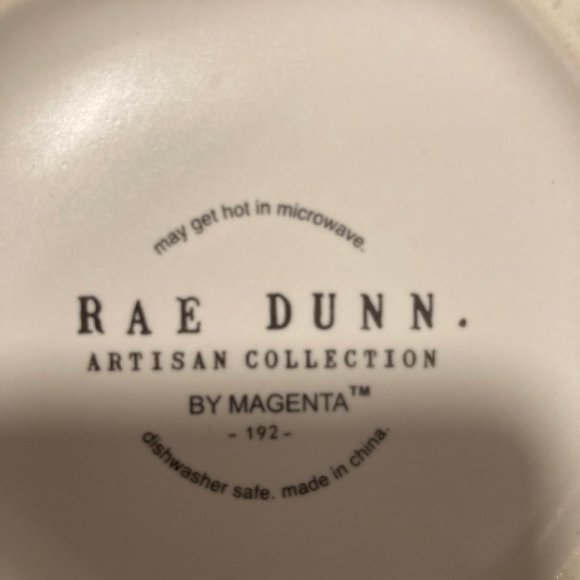 may get hot in microwave.
RAE DUNN.
ARTISAN COLLECTION
BY MAGENTA™
- 192 -
dishwasher safe. made in china.